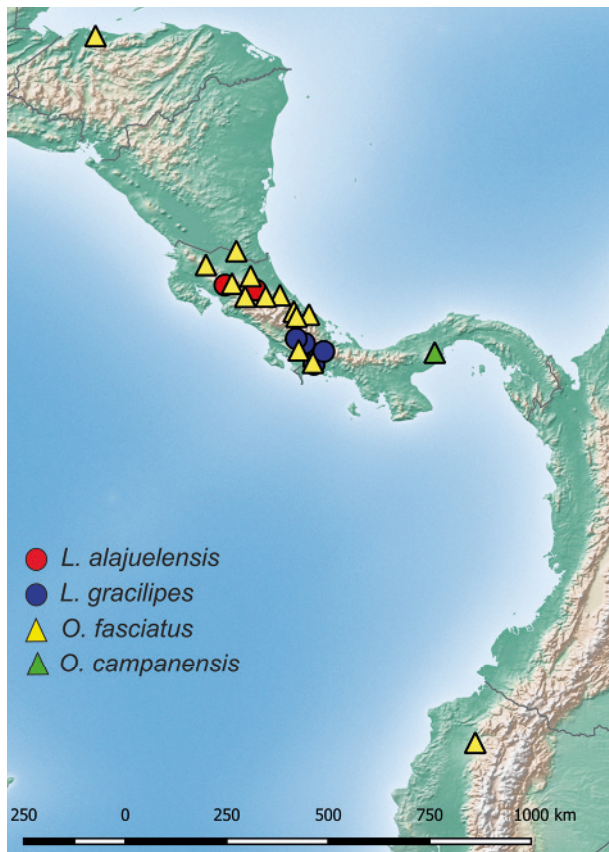 L. alajuelensis
L. gracilipes
O. fasciatus
O. campanensis
250 0 250 500 750 1000 km